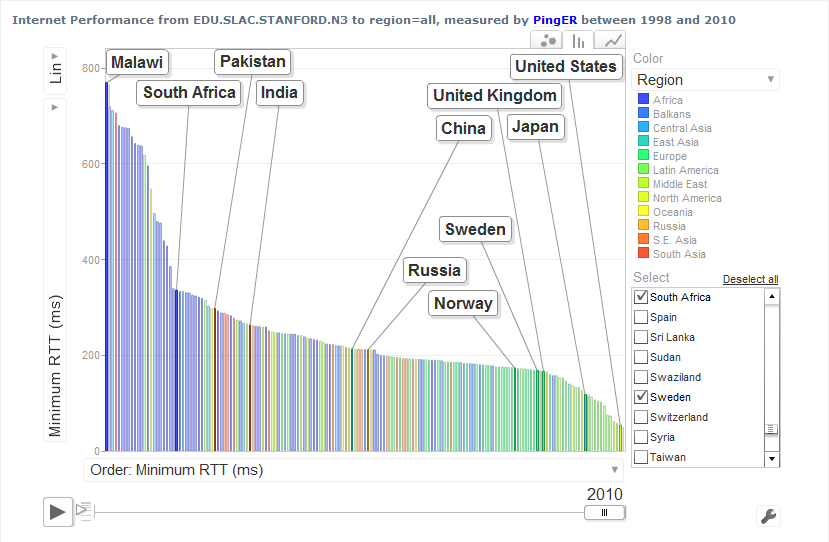 Internet Performance from EDU.SLAC.STANFORD.N3 to region=all, measured by PingER between 1998 and 2010
Lin
Minimum RTT (ms)
800
600
400
200
0
Malawi
Pakistan
United States
South Africa
India
United Kingdom
China
Japan
Sweden
Russia
Norway
Order: Minimum RTT (ms)
2010
Color
Region
Africa
Balkans
Central Asia
East Asia
Europe
Latin America
Middle East
North America
Oceania
Russia
S.E. Asia
South Asia
Select
Deselect all
South Africa
Spain
Sri Lanka
Sudan
Swaziland
Sweden
Switzerland
Syria
Taiwan